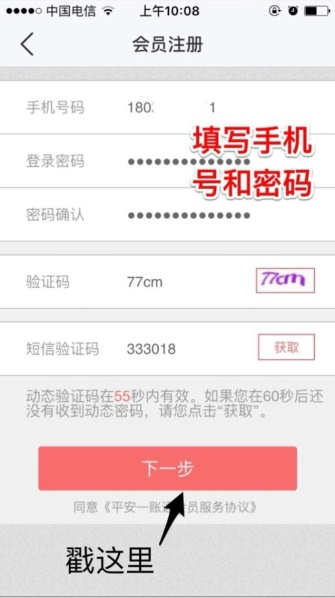 中国电信 上午10:08
会员注册
手机号码 1803 1
登录密码 ●●●●●●●●●●●●●●
密码确认 ●●●●●●●●●●●●●●
填写手机
号和密码
验证码 77cm 77cm
短信验证码 333018 获取
动态验证码在55秒内有效。如果您在60秒后还
没有收到动态密码，请您点击“获取”。
下一步
同意《平安一账通会员服务协议》
戳这里